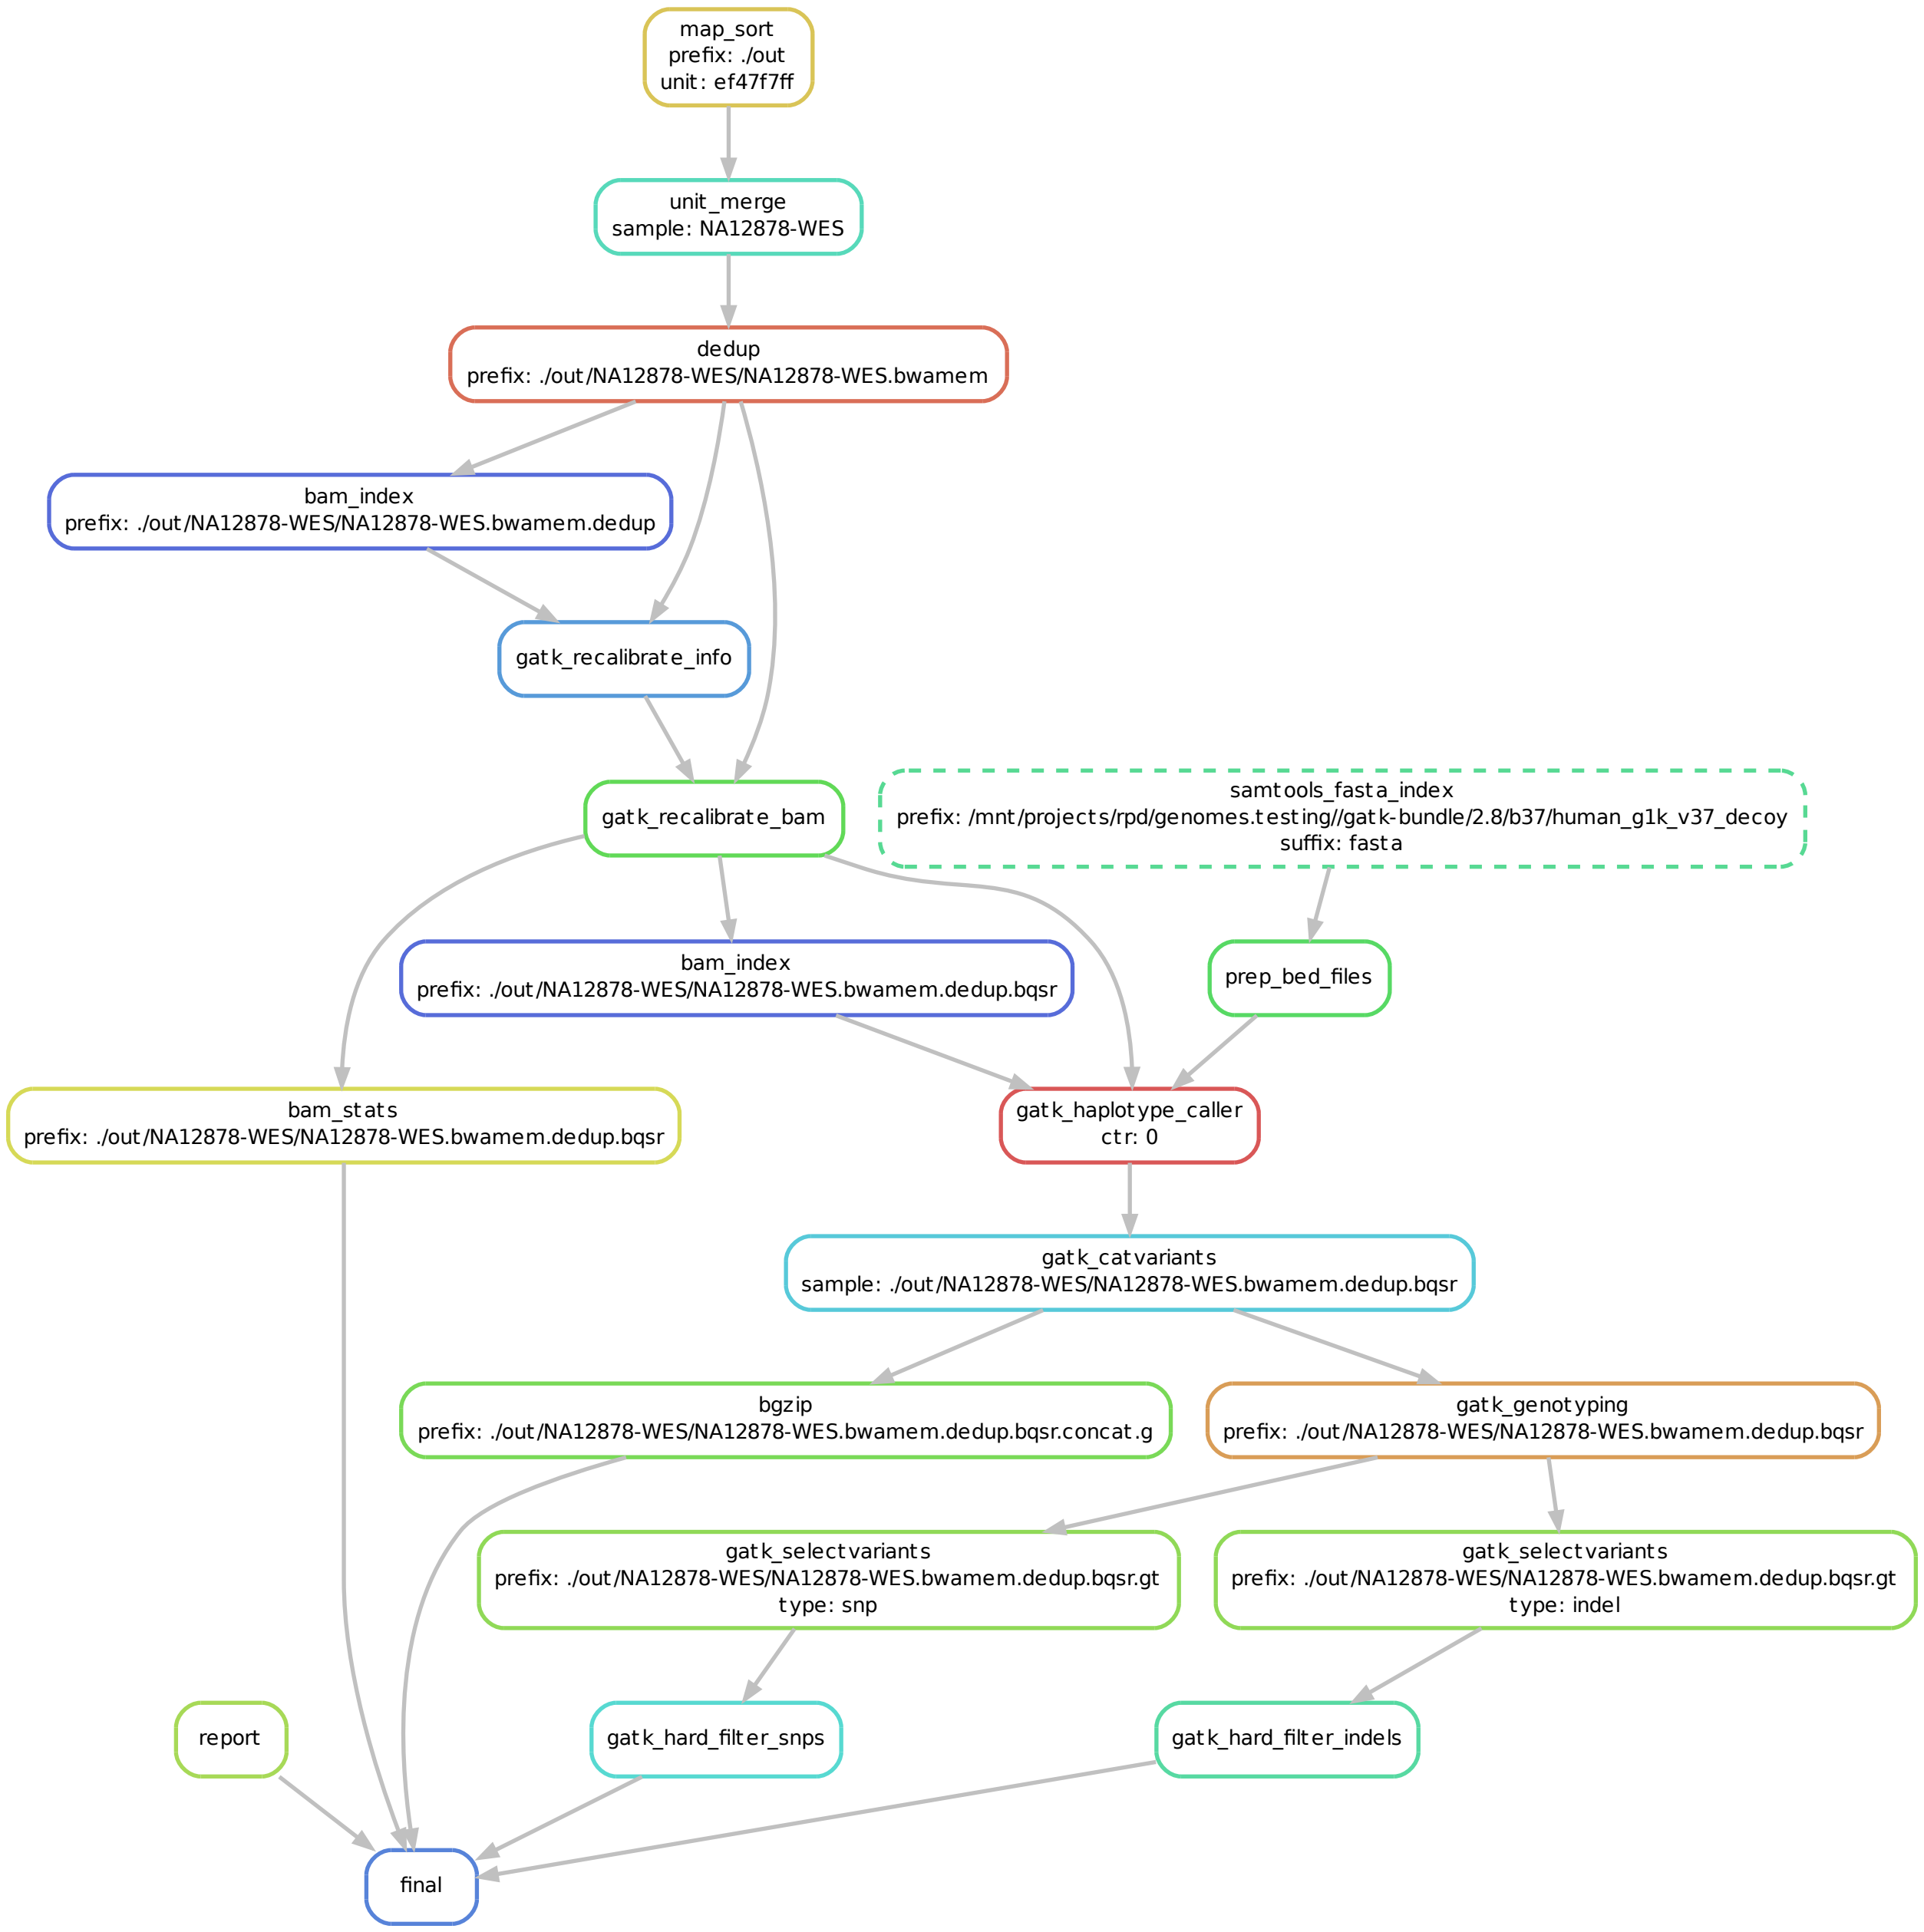 map_sort
prefix: ./out
unit: ef47f7ff
unit_merge
sample: NA12878-WES
dedup
prefix: ./out/NA12878-WES/NA12878-WES.bwamem
bam_index
prefix: ./out/NA12878-WES/NA12878-WES.bwamem.dedup
gatk_recalibrate_info
gatk_recalibrate_bam
samtools_fasta_index
prefix: /mnt/projects/rpd/genomes.testing//gatk-bundle/2.8/b37/human_g1k_v37_decoy
suffix: fasta
bam_index
prefix: ./out/NA12878-WES/NA12878-WES.bwamem.dedup.bqsr
prep_bed_files
bam_stats
prefix: ./out/NA12878-WES/NA12878-WES.bwamem.dedup.bqsr
gatk_haplotype_caller
ctr: 0
gatk_catvariants
sample: ./out/NA12878-WES/NA12878-WES.bwamem.dedup.bqsr
bgzip
prefix: ./out/NA12878-WES/NA12878-WES.bwamem.dedup.bqsr.concat.g
gatk_genotyping
prefix: ./out/NA12878-WES/NA12878-WES.bwamem.dedup.bqsr
gatk_selectvariants
prefix: ./out/NA12878-WES/NA12878-WES.bwamem.dedup.bqsr.gt
type: snp
gatk_selectvariants
prefix: ./out/NA12878-WES/NA12878-WES.bwamem.dedup.bqsr.gt
type: indel
report
gatk_hard_filter_snps
gatk_hard_filter_indels
final